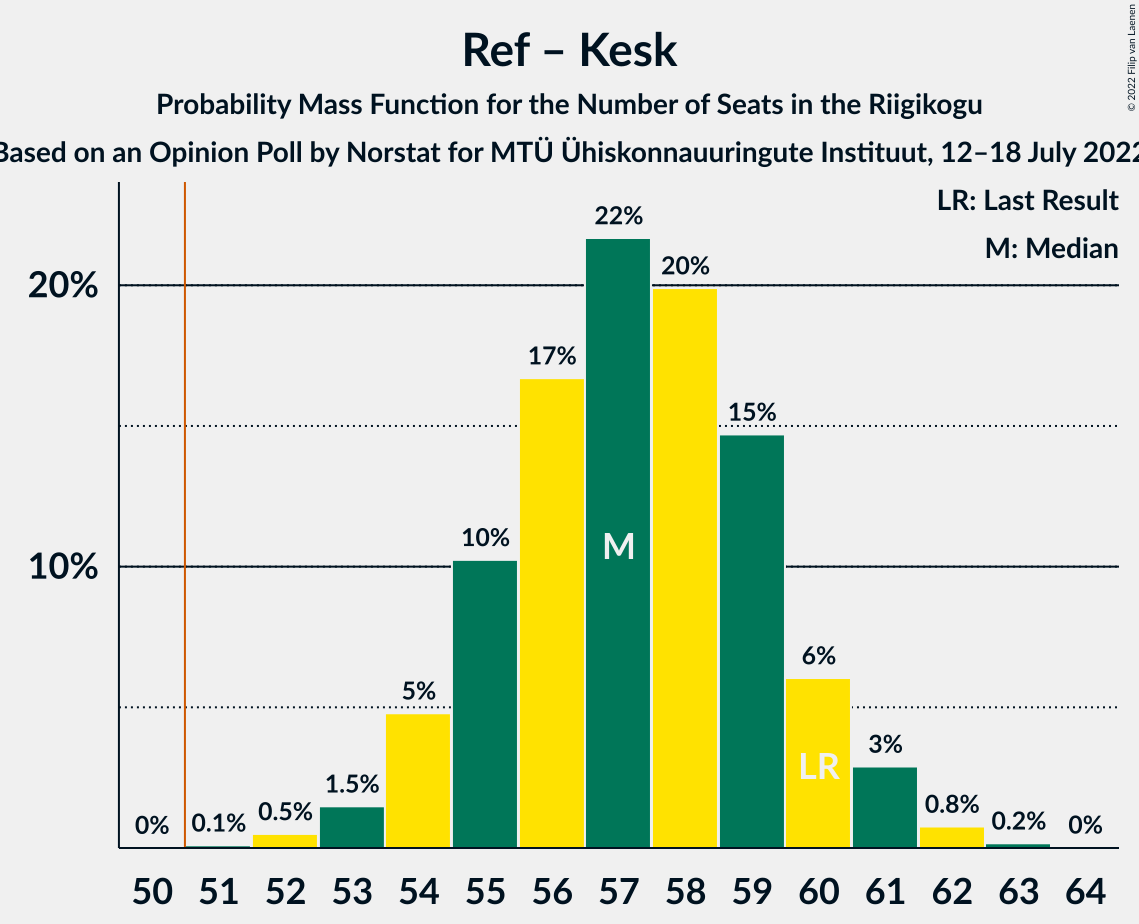 Ref – Kesk
Probability Mass Function for the Number of Seats in the Riigikogu
Based on an Opinion Poll by Norstat for MTÜ Ühiskonnauuringute Instituut, 12–18 July 2022
© 2022 Filip van Laenen
LR: Last Result
M: Median
20%
10%
0%
0.1%
0.5%
1.5%
5%
10%
17%
22%
20%
15%
6%
3%
0.8%
0.2%
0%
M
LR
50 51 52 53 54 55 56 57 58 59 60 61 62 63 64